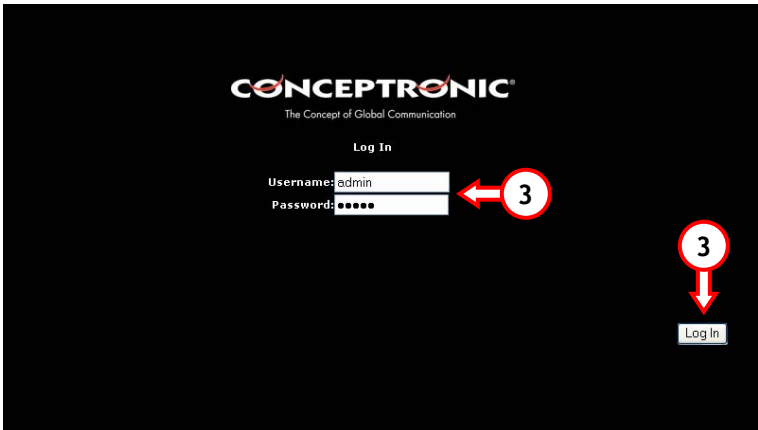 CONCEPTRONIC®
The Concept of Global Communication
Log In
Username: admin
Password: •••••
3
3
Log In